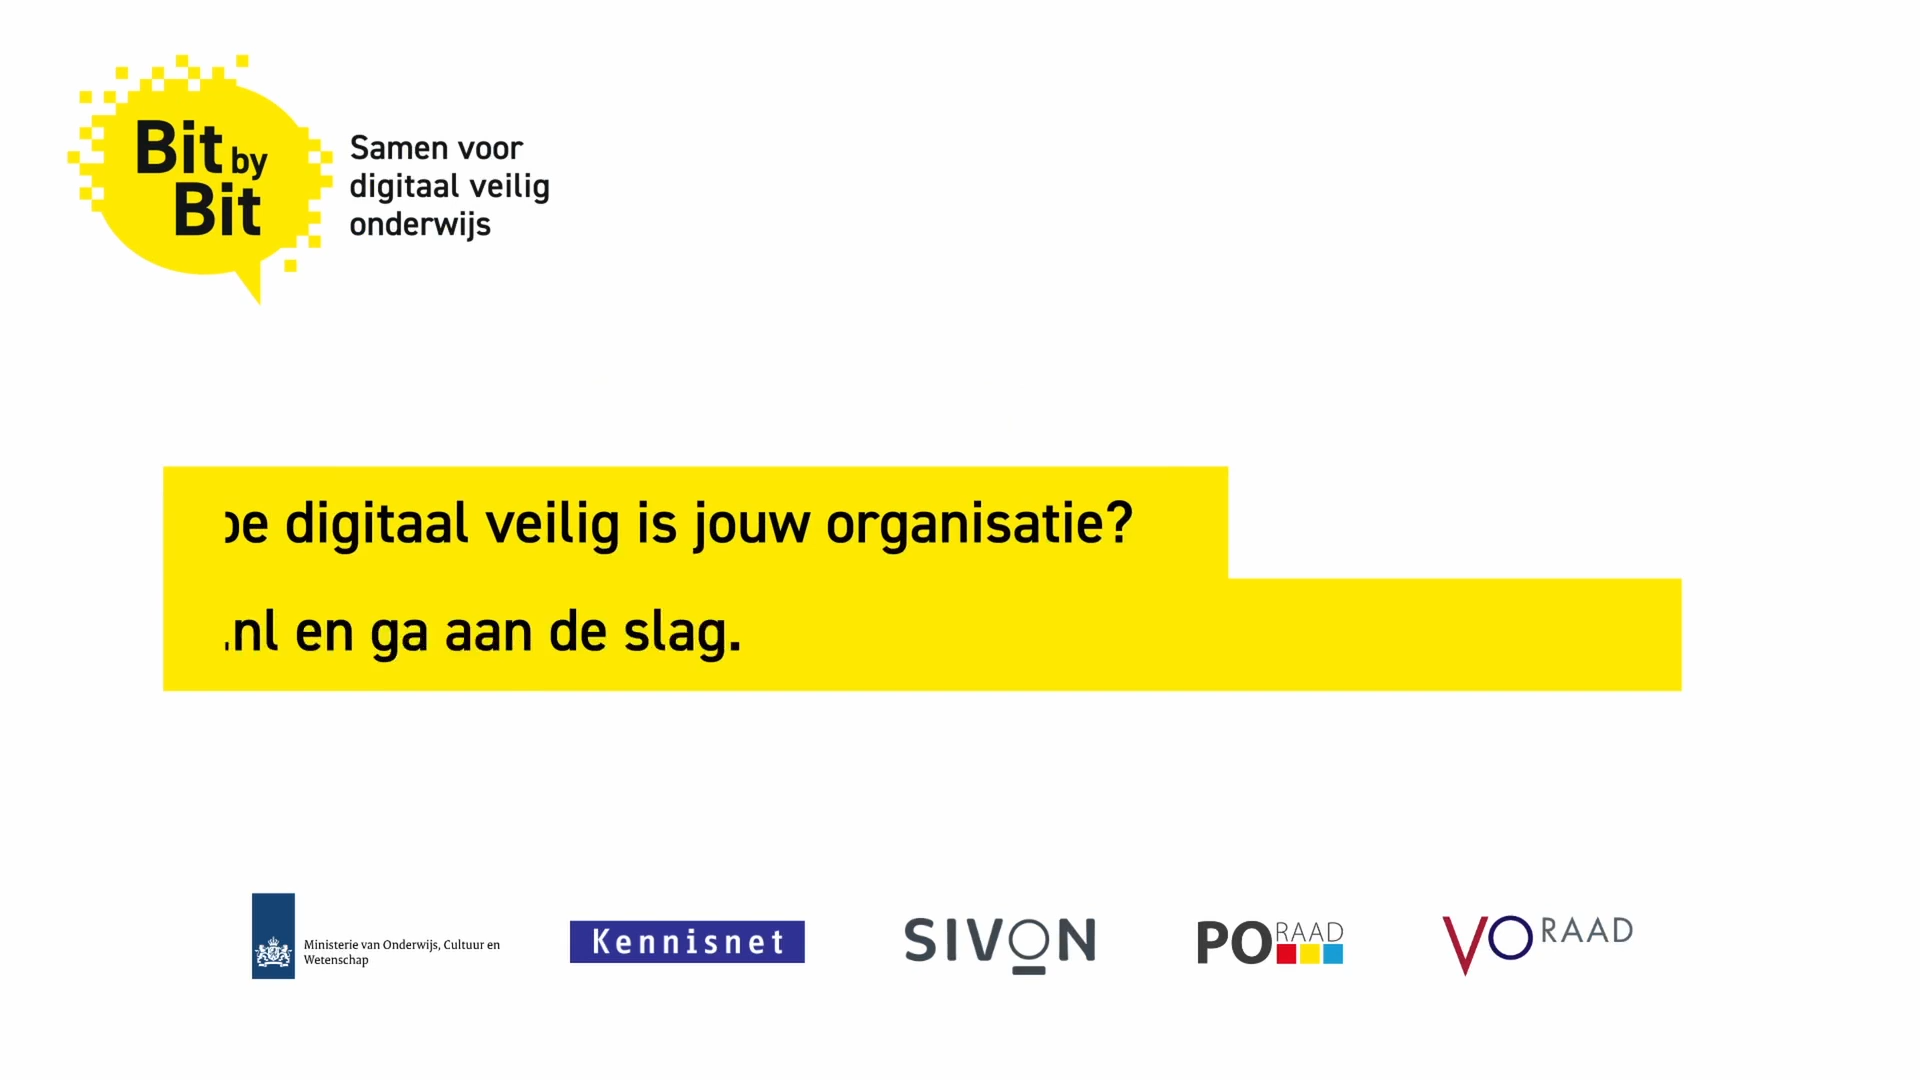 Bit by
Bit
Samen voor
digitaal veilig
onderwijs
digitaal veilig is jouw organisatie?
.nl en ga aan de slag.
Ministerie van Onderwijs, Cultuur en
Wetenschap
Kennisnet
SIVON
PO RAAD
VO RAAD